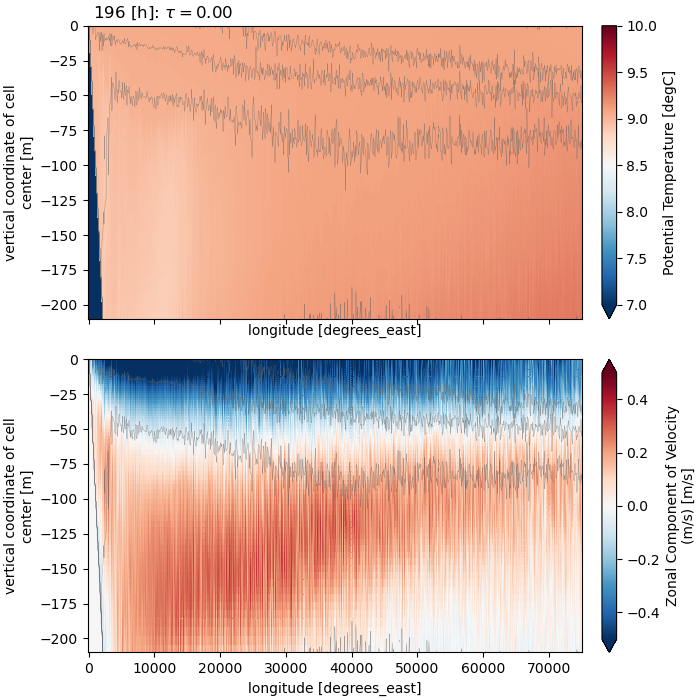 196 [h]: τ = 0.00
0
−25
−50
−75
−100
−125
−150
−175
−200
vertical coordinate of cell
center [m]
longitude [degrees_east]
10.0
9.5
9.0
8.5
8.0
7.5
7.0
Potential Temperature [degC]
0
−25
−50
−75
−100
−125
−150
−175
−200
vertical coordinate of cell
center [m]
0 10000 20000 30000 40000 50000 60000 70000
longitude [degrees_east]
0.4
0.2
0.0
−0.2
−0.4
Zonal Component of Velocity
(m/s) [m/s]